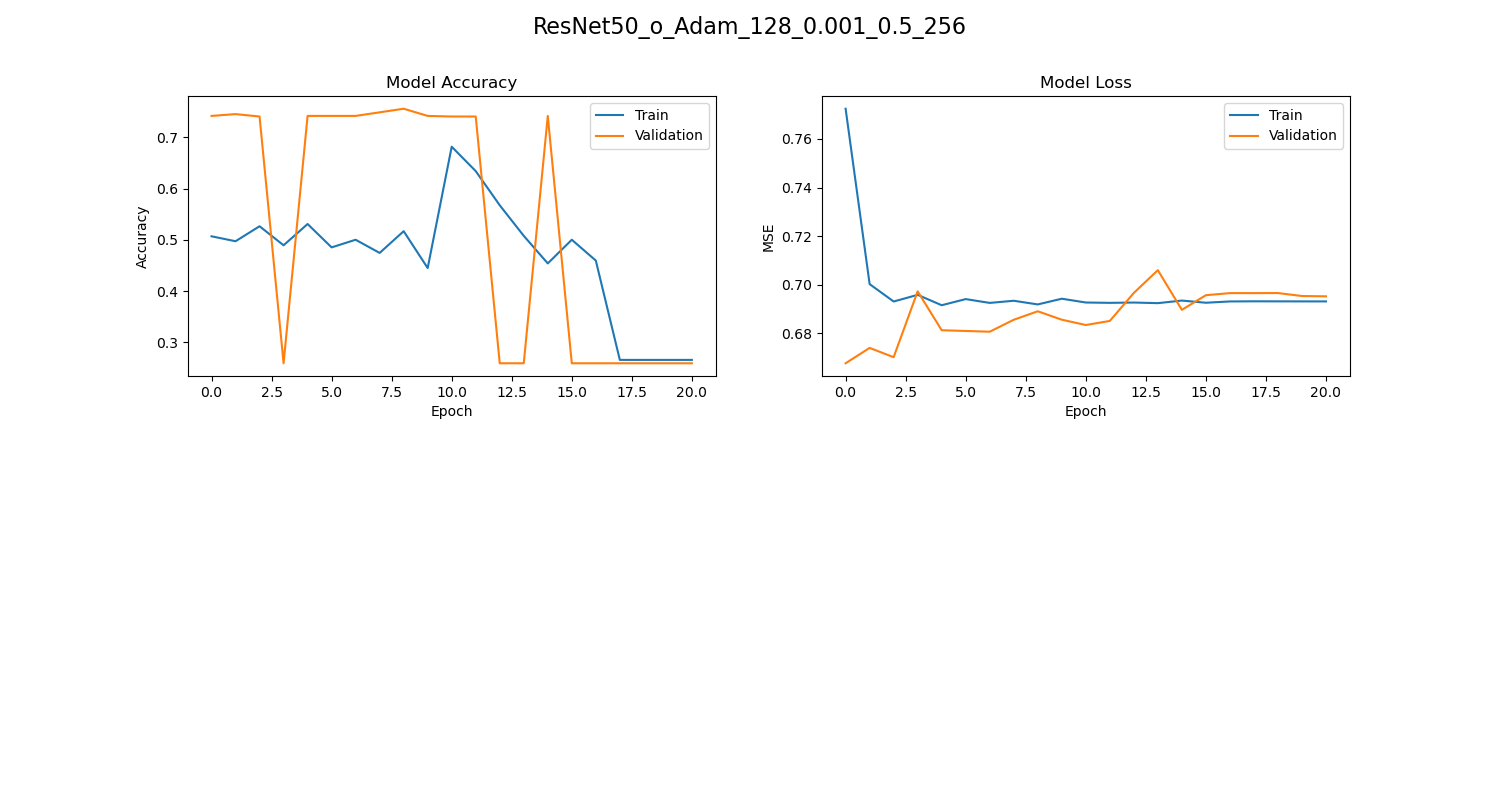 ResNet50_o_Adam_128_0.001_0.5_256
Model Accuracy
Train
Validation
0.7
0.6
0.5
0.4
0.3
Accuracy
0.0 2.5 5.0 7.5 10.0 12.5 15.0 17.5 20.0
Epoch
Model Loss
Train
Validation
0.76
0.74
0.72
0.70
0.68
MSE
0.0 2.5 5.0 7.5 10.0 12.5 15.0 17.5 20.0
Epoch